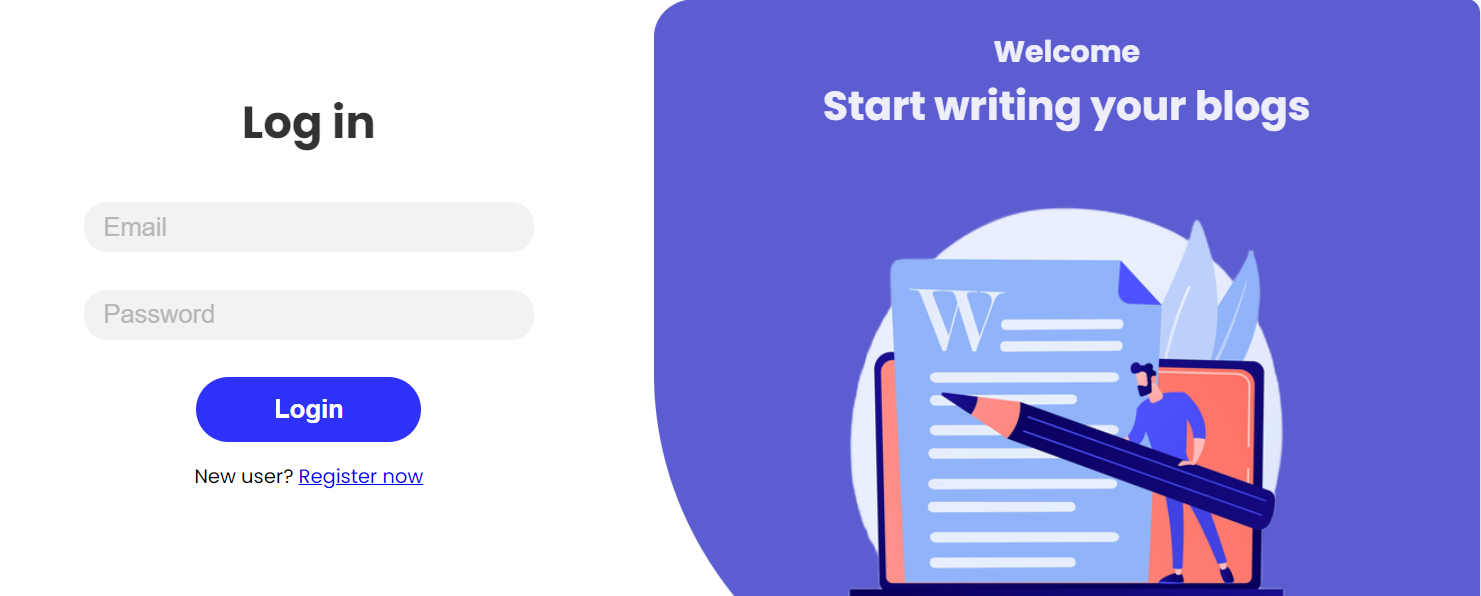 Log in
Email
Password
Login
New user? Register now
Welcome
Start writing your blogs
W